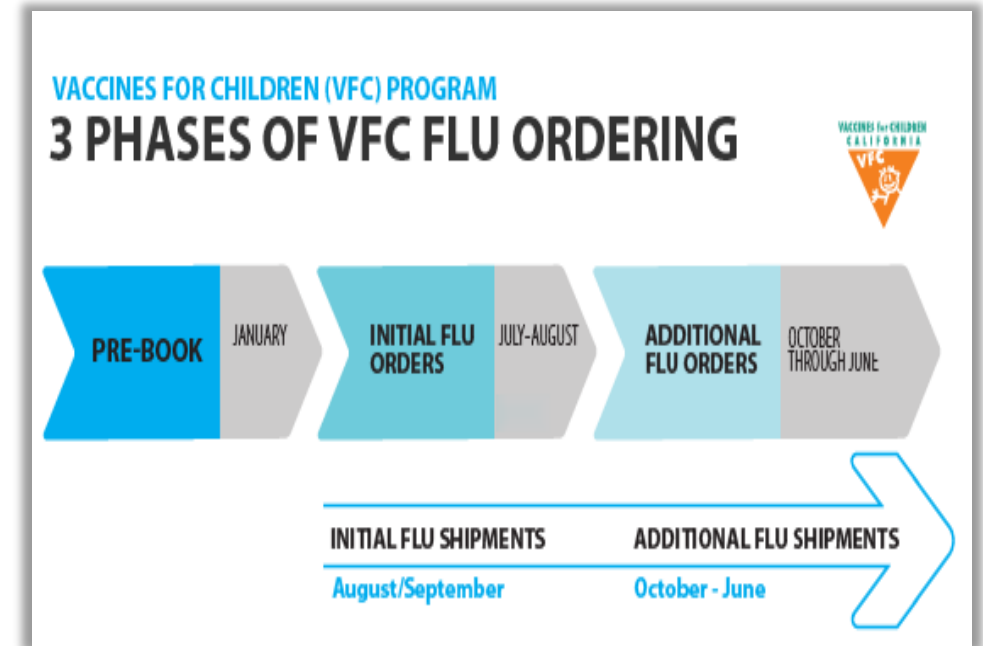 VACCINES FOR CHILDREN (VFC) PROGRAM
3 PHASES OF VFC FLU ORDERING
VACCINES for CHILDREN
CALIFORNIA
VFC
PRE-BOOK
JANUARY
INITIAL FLU
ORDERS
JULY-AUGUST
ADDITIONAL
FLU ORDERS
OCTOBER
THROUGH JUNE
INITIAL FLU SHIPMENTS
ADDITIONAL FLU SHIPMENTS
August/September
October - June